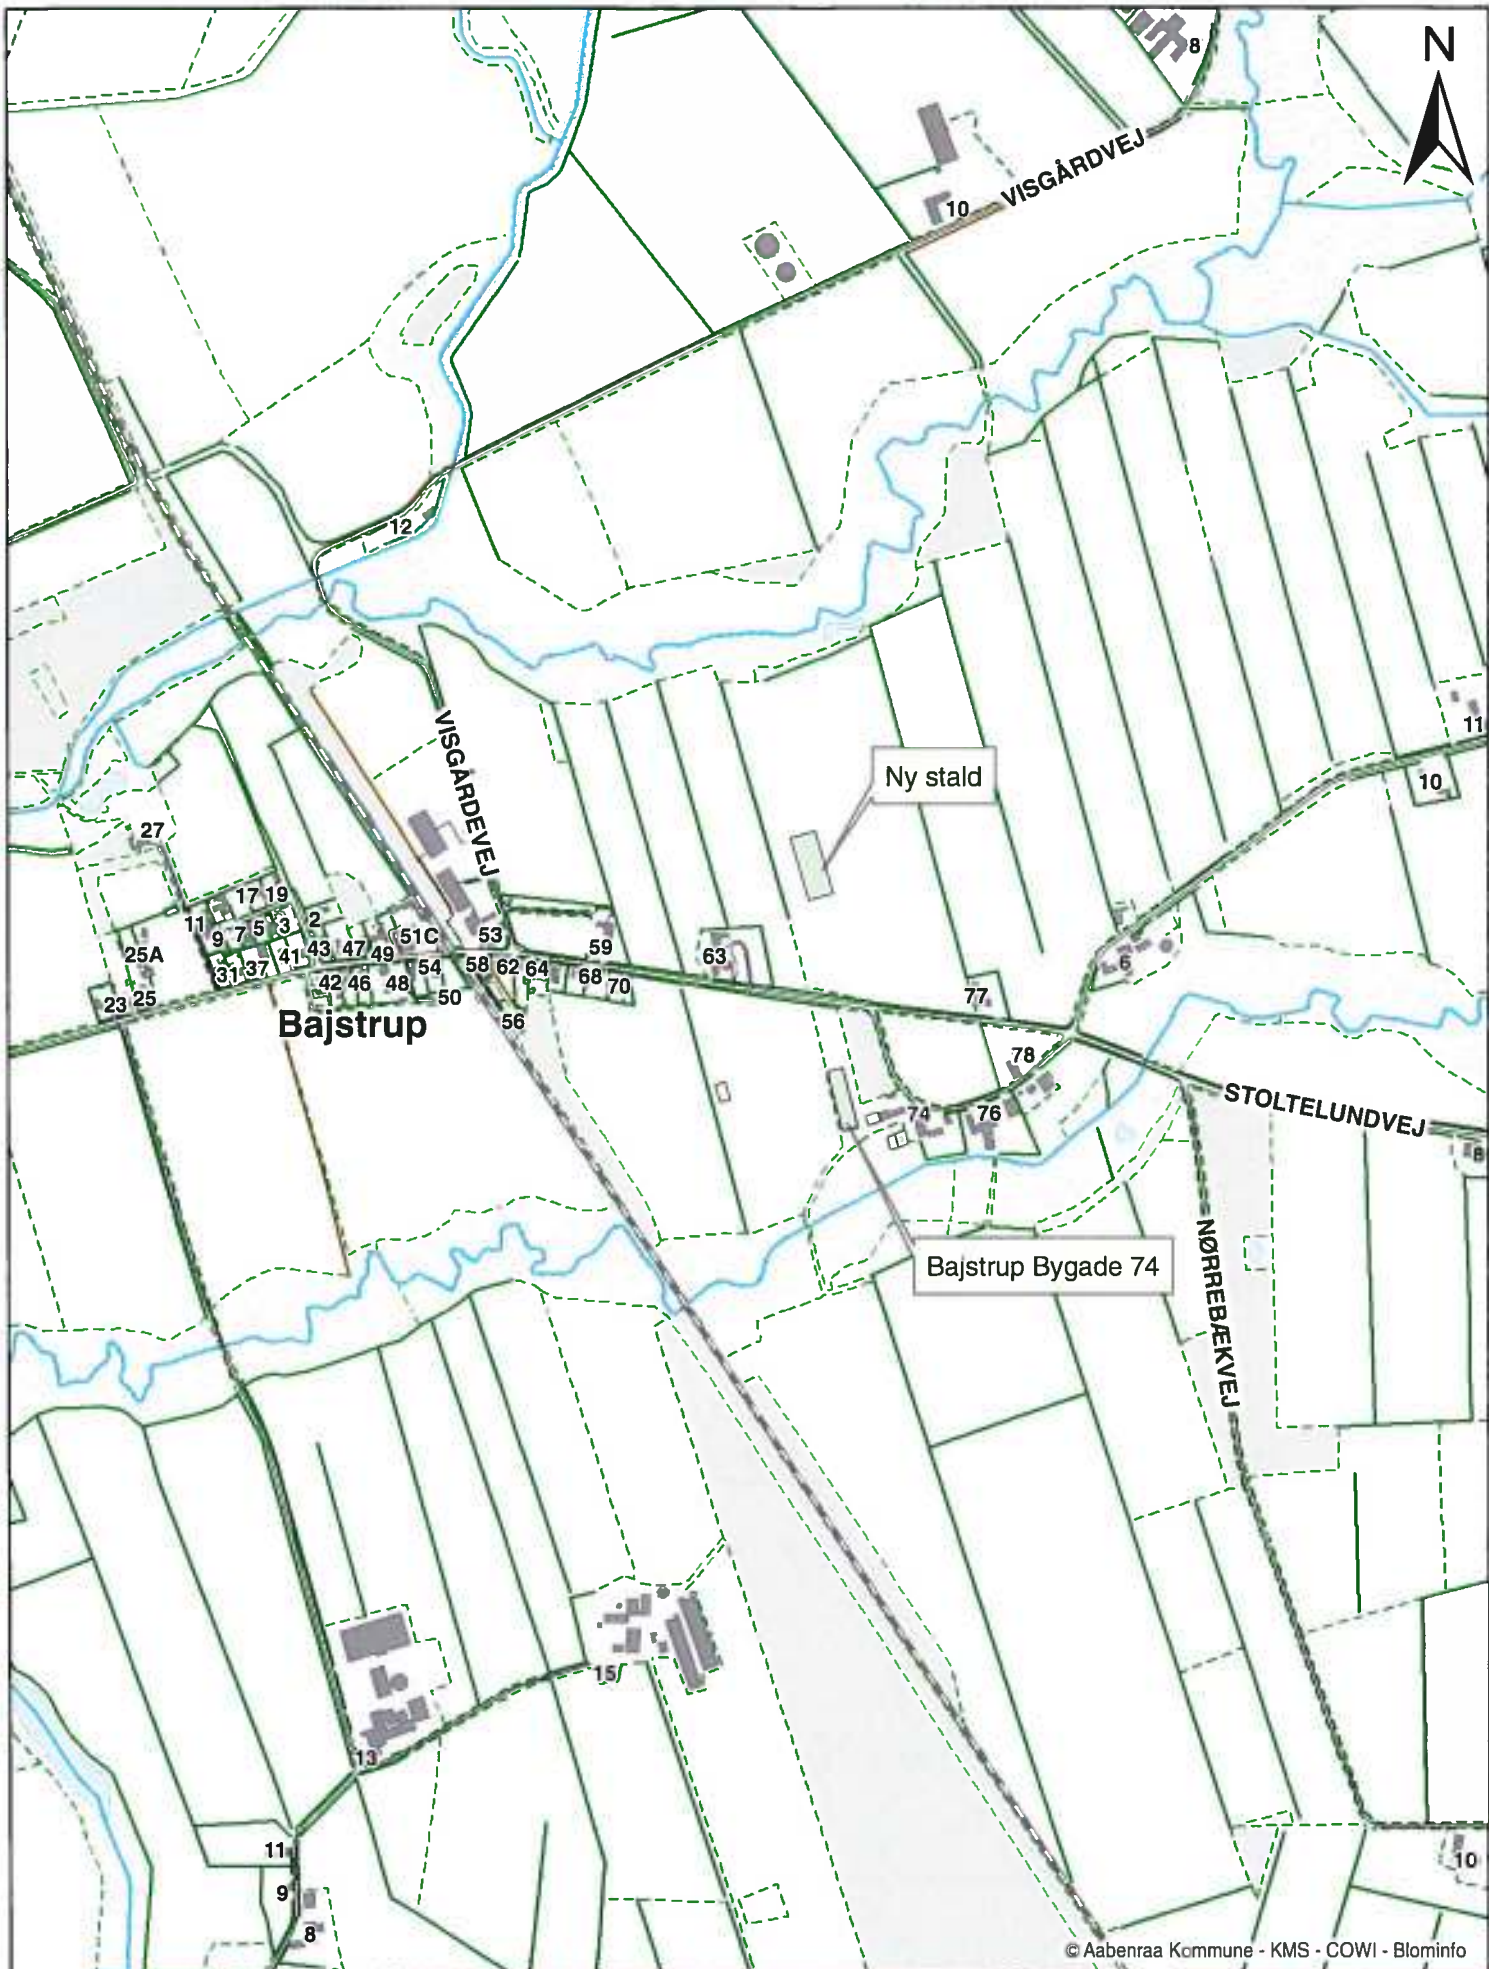 8
N
VISGÅRDVEJ
10
12
VISGÅRDEVEJ
11
Ny stald
10
27
17 19
11 9 7 5 3 2
51C 53
59
25A
31 37 41 43 47 49
54 58 62 64 68 70
63
6
42 46 48
50
77
23 25
56
Bajstrup
78
74
76
STOLTELUNDVEJ
8
NØRREBÆKVEJ
Bajstrup Bygade 74
15
13
11
9
8
10
© Aabenraa Kommune - KMS - COWI - Blominfo